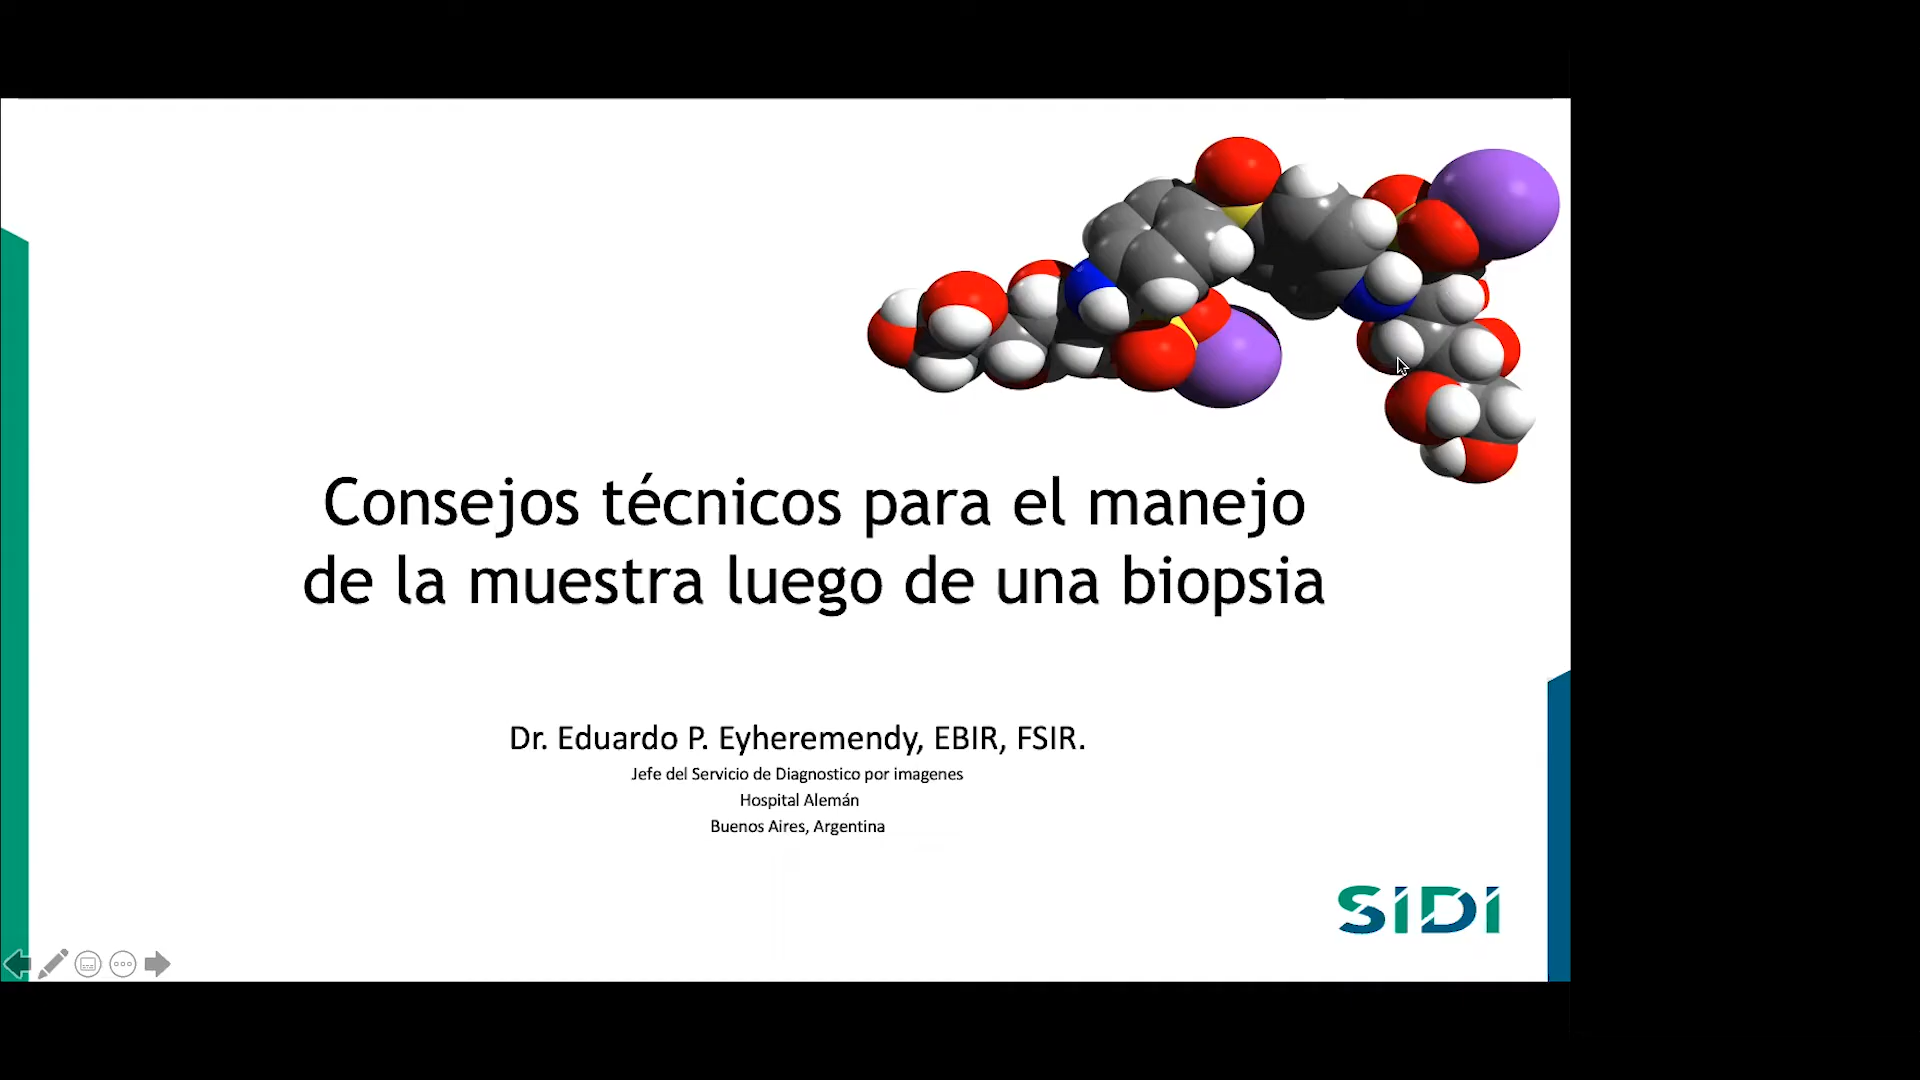 Consejos técnicos para el manejo
de la muestra luego de una biopsia
Dr. Eduardo P. Eyheremendy, EBIR, FSIR.
Jefe del Servicio de Diagnostico por imagenes
Hospital Alemán
Buenos Aires, Argentina
SiDi